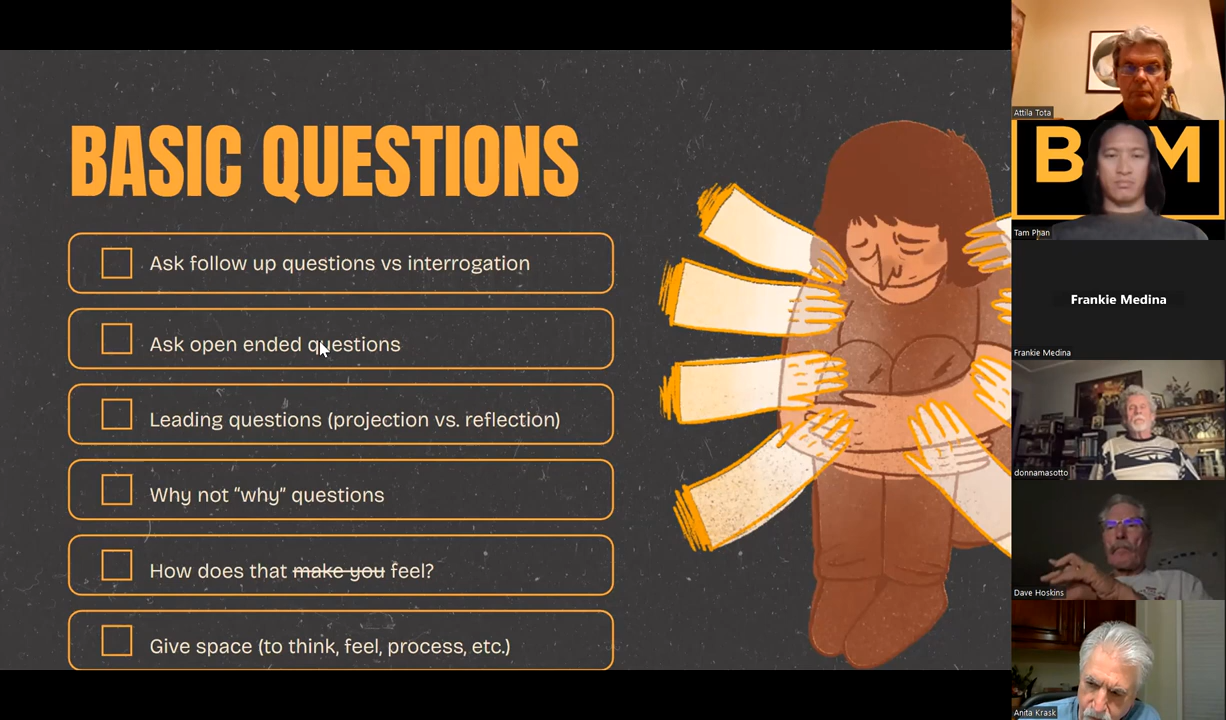 BASIC QUESTIONS
Ask follow up questions vs interrogation
Ask open ended questions
Leading questions (projection vs. reflection)
Why not “why” questions
How does that make you feel?
Give space (to think, feel, process, etc.)
Attila Tota
B M
Tam Phan
Frankie Medina
Frankie Medina
donnamasotto
Dave Hoskins
Anita Krask